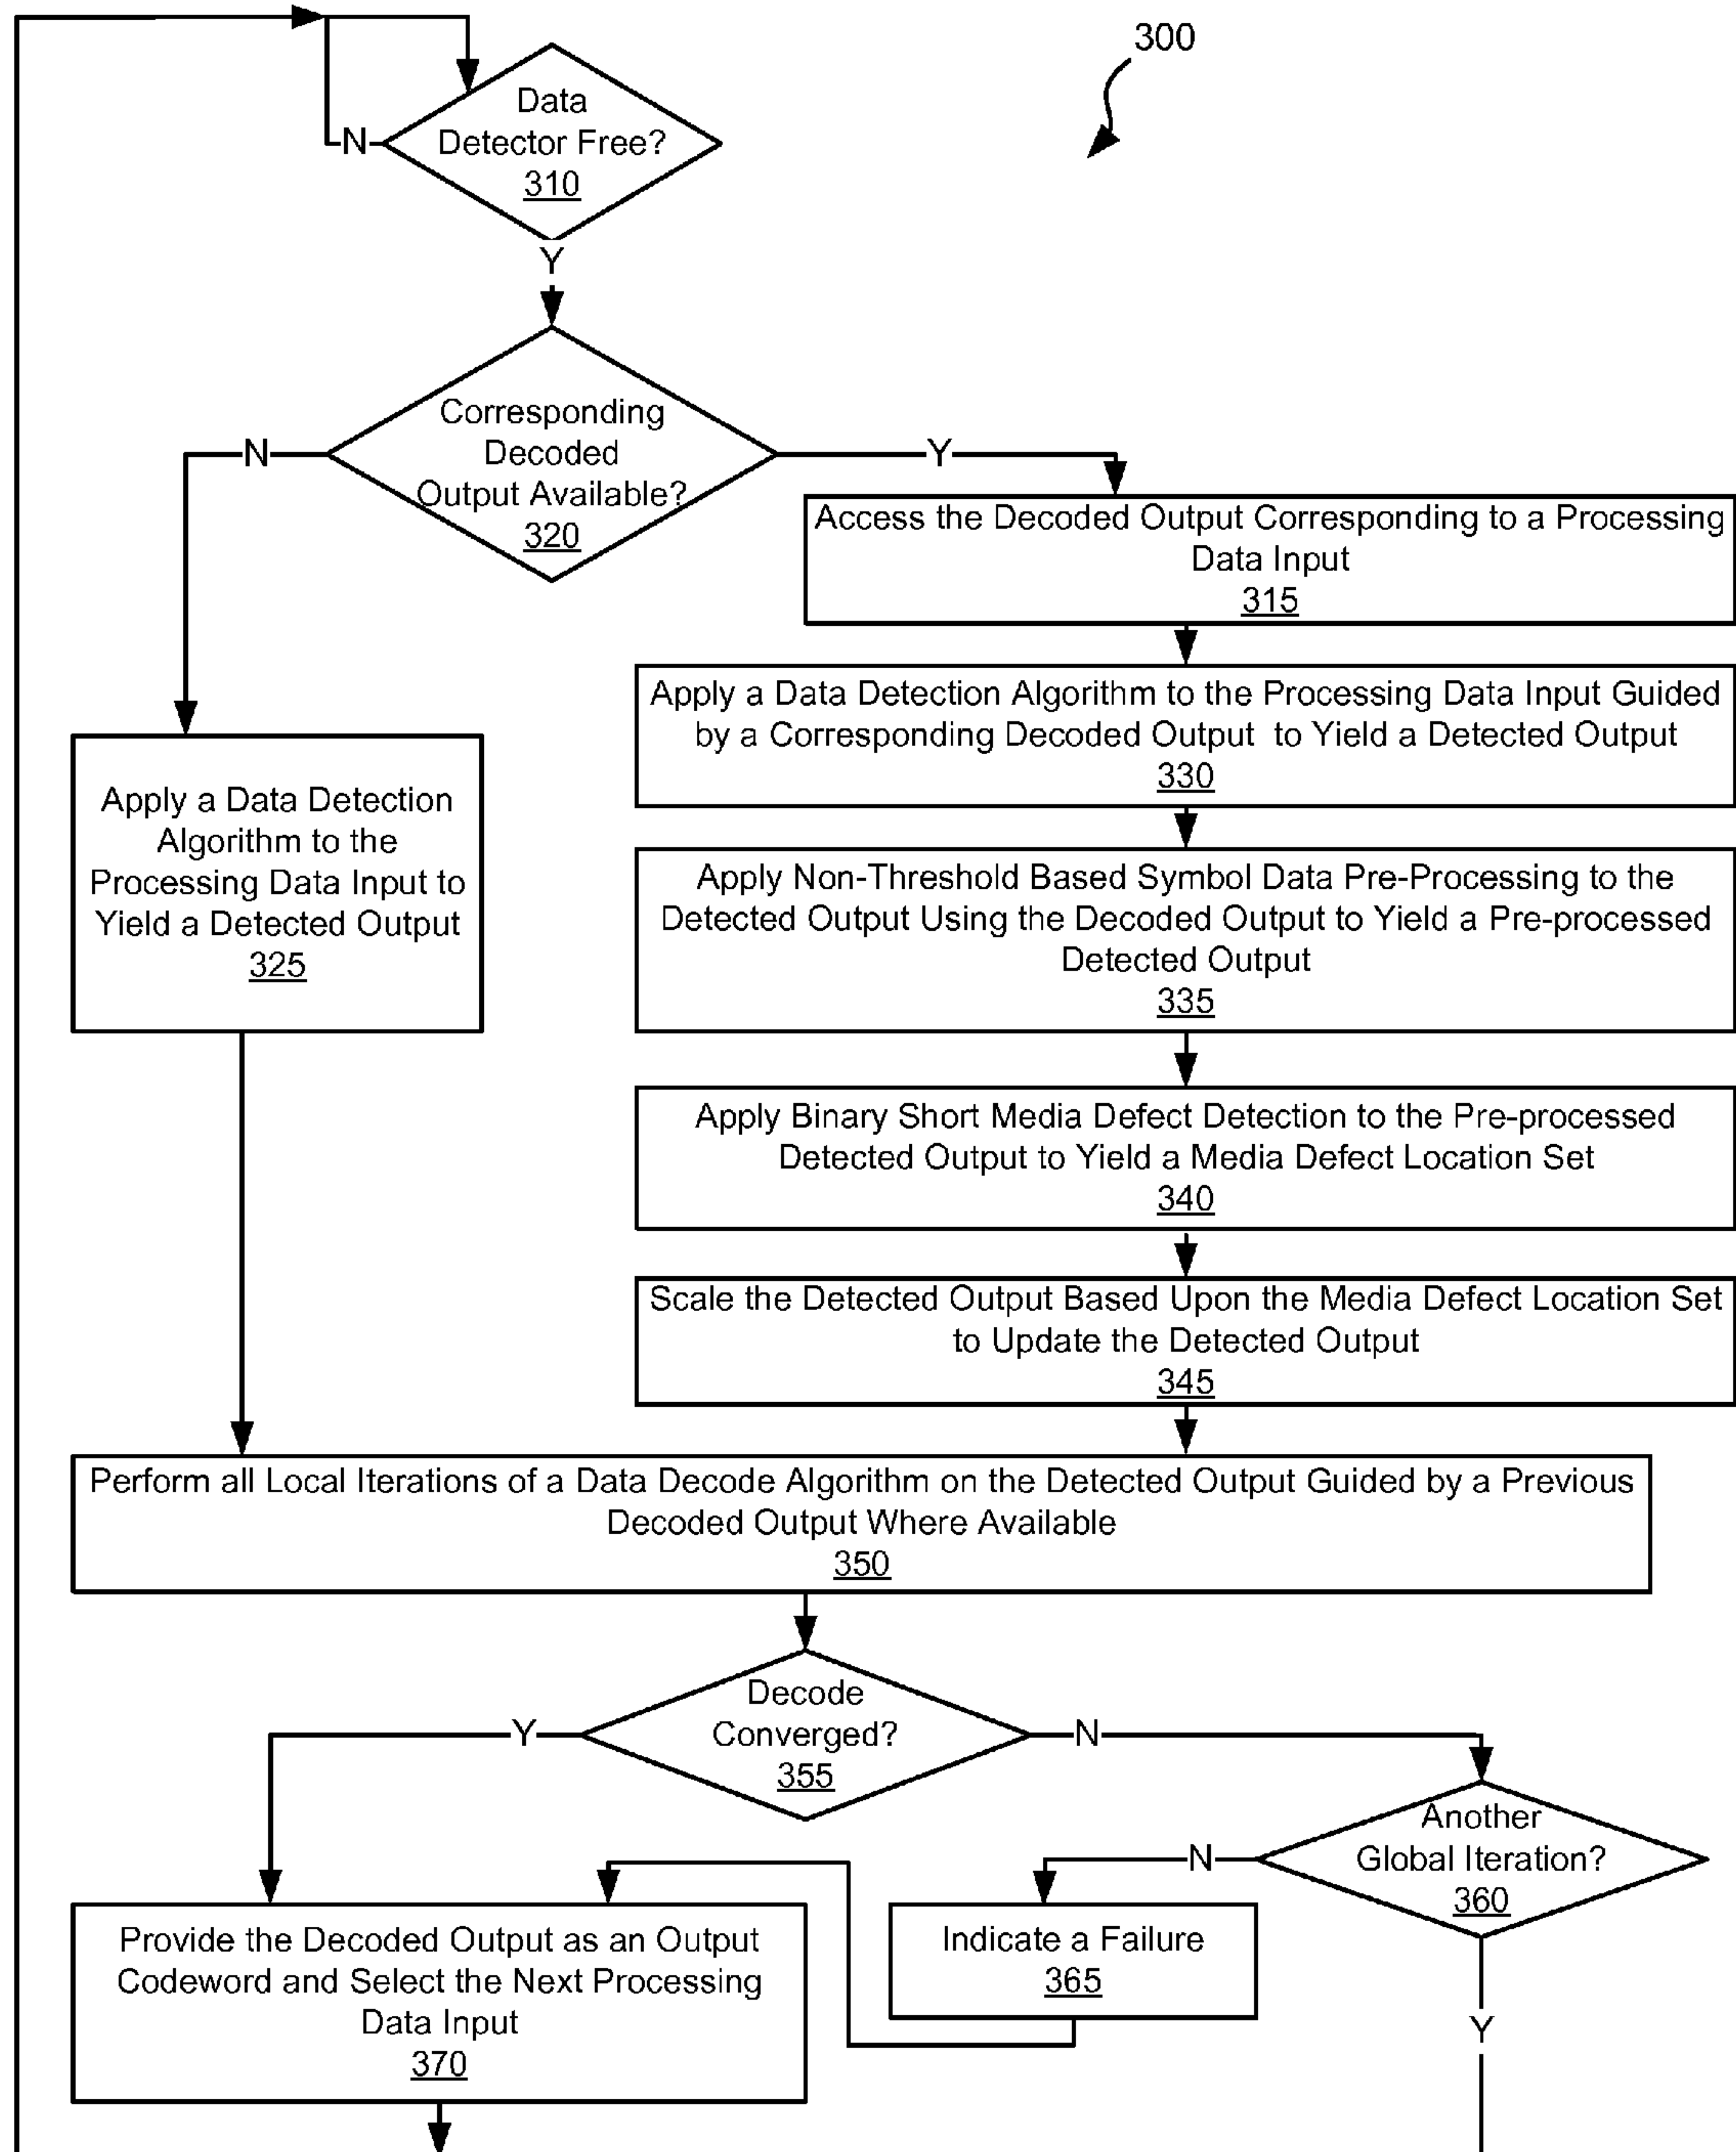 300
Data
Detector Free?
310
N
Y
Corresponding
Decoded
Output Available?
320
N
Y
Access the Decoded Output Corresponding to a Processing
Data Input
315
Apply a Data Detection Algorithm to the Processing Data Input Guided
by a Corresponding Decoded Output to Yield a Detected Output
330
Apply a Data Detection
Algorithm to the
Processing Data Input to
Yield a Detected Output
325
Apply Non-Threshold Based Symbol Data Pre-Processing to the
Detected Output Using the Decoded Output to Yield a Pre-processed
Detected Output
335
Apply Binary Short Media Defect Detection to the Pre-processed
Detected Output to Yield a Media Defect Location Set
340
Scale the Detected Output Based Upon the Media Defect Location Set
to Update the Detected Output
345
Perform all Local Iterations of a Data Decode Algorithm on the Detected Output Guided by a Previous
Decoded Output Where Available
350
Decode
Converged?
355
Y
N
Another
Global Iteration?
360
N
Y
Indicate a Failure
365
Provide the Decoded Output as an Output
Codeword and Select the Next Processing
Data Input
370